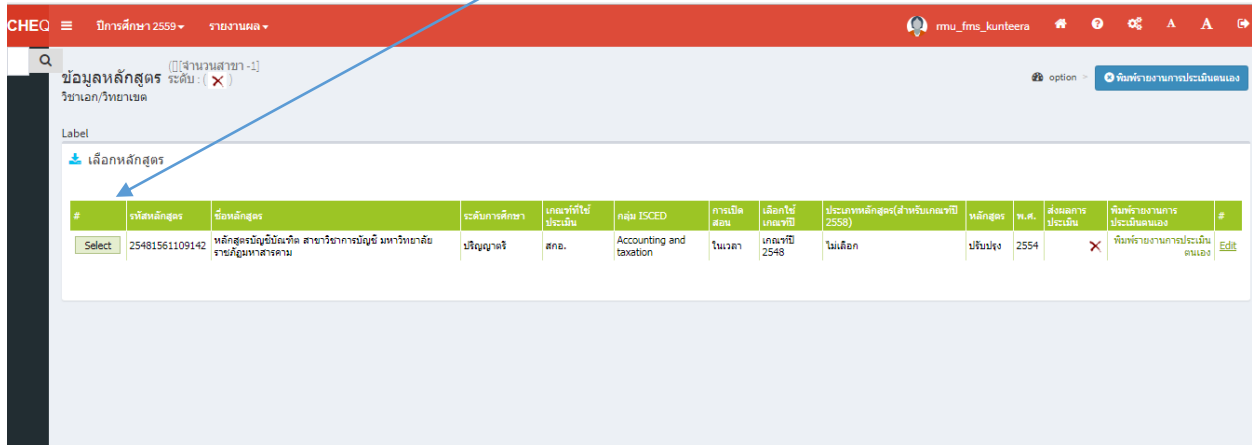 CHEQ ปีการศึกษา 2559 รายงานผล rmu_fms_kunteera A A
ข้อมูลหลักสูตร ([][จำนวนสาขา -1]
ระดับ : ( )
วิชาเอก/วิทยาเขต
option > พิมพ์รายงานการประเมินตนเอง
Label
เลือกหลักสูตร
# รหัสหลักสูตร ชื่อหลักสูตร ระดับการศึกษา เกณฑ์ที่ใช้ประเมิน กลุ่ม ISCED การเปิดสอน เลือกใช้เกณฑ์ปี ประเภทหลักสูตร(สำหรับเกณฑ์ปี 2558) หลักสูตร พ.ศ. ส่งผลการประเมิน พิมพ์รายงานการประเมินตนเอง #
Select 25481561109142 หลักสูตรบัญชีบัณฑิต สาขาวิชาการบัญชี มหาวิทาลัยราชภัฏมหาสารคาม ปริญญาตรี สกอ. Accounting and taxation ในเวลา เกณฑ์ปี 2548 ไม่เลือก ปรับปรุง 2554 พิมพ์รายงานการประเมินตนเอง Edit